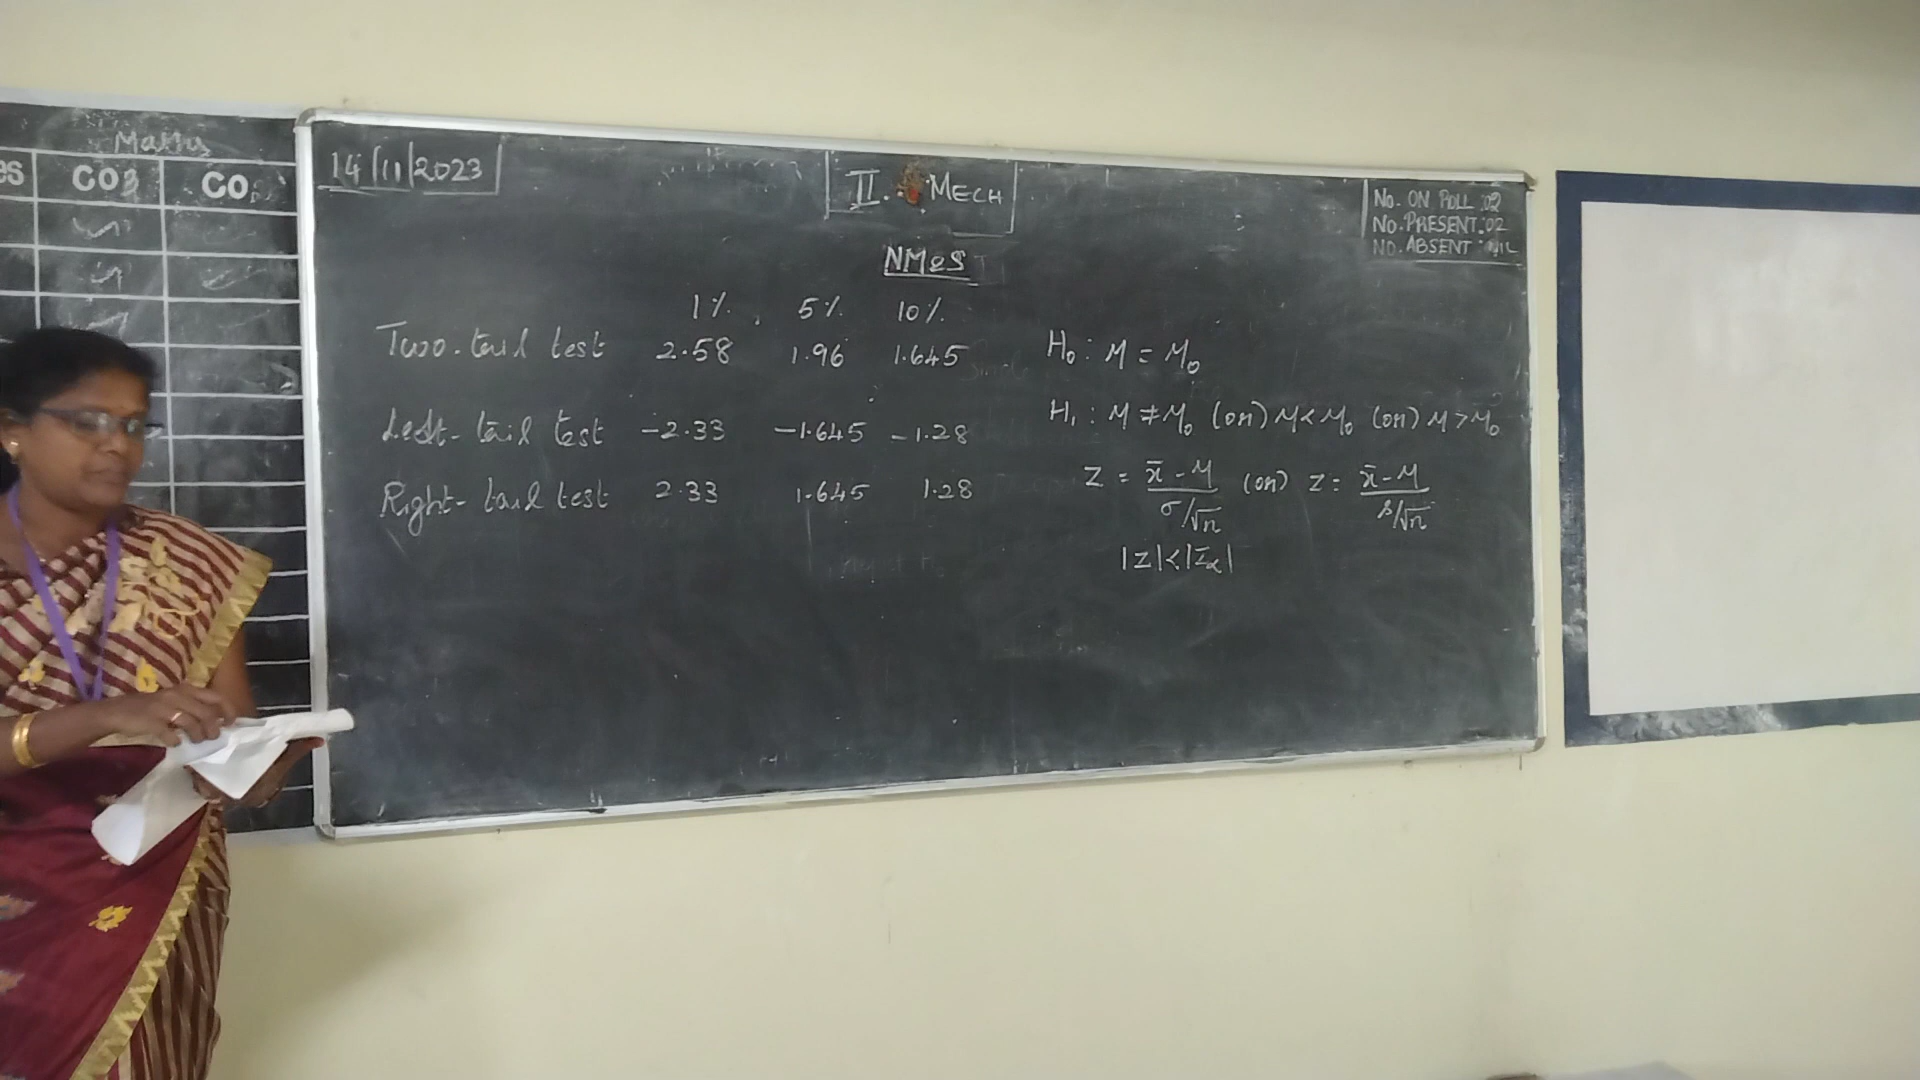 Maths
es CO3 CO
14/11/2023
II. MECH
No. ON ROLL :02
No. PRESENT: 02
NO. ABSENT : NIL
NM&S
1% 5% 10%
Two-tail test 2.58 1.96 1.645
Left-tail test -2.33 -1.645 -1.28
Right-tail test 2.33 1.645 1.28
H₀ : μ = μ₀
H₁ : μ ≠ μ₀ (or) μ < μ₀ (or) μ > μ₀
Z = (x̄ - μ)/(σ/√n) (or) Z = (x̄ - μ)/(s/√n)
|Z| < |Zα|